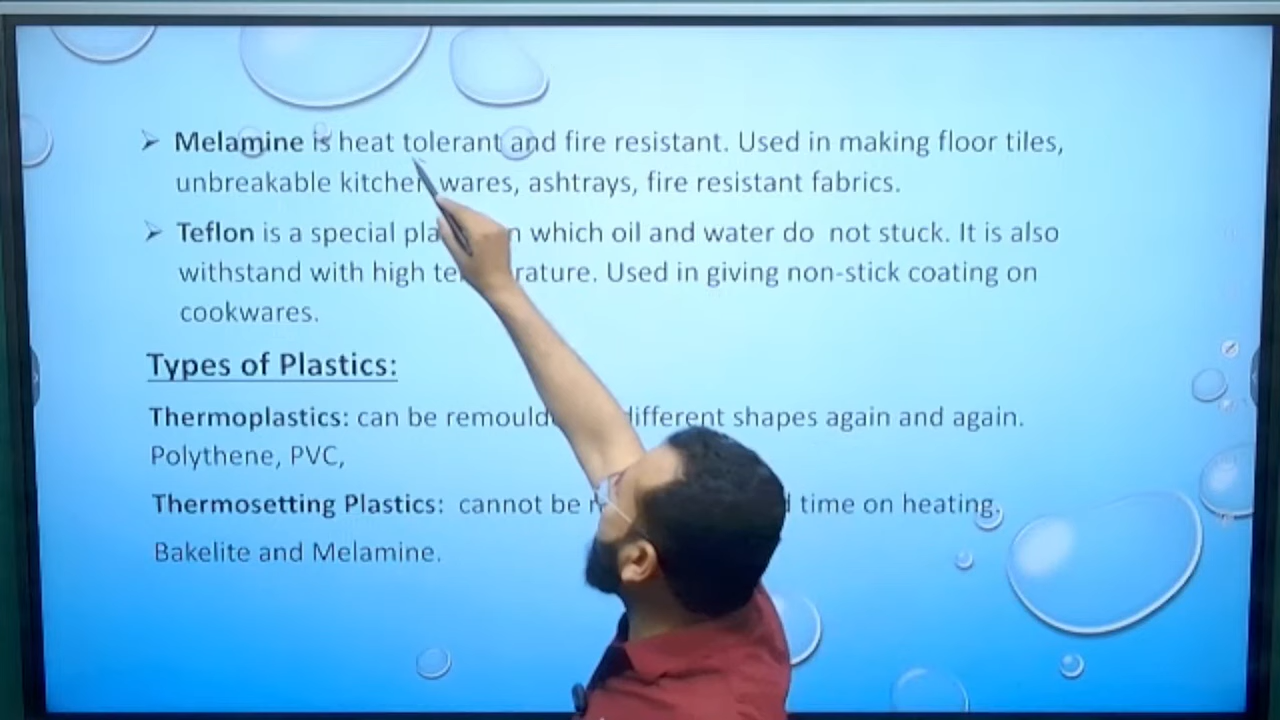 Melamine is heat tolerant and fire resistant. Used in making floor tiles,
unbreakable kitchen wares, ashtrays, fire resistant fabrics.
Teflon is a special which oil and water do not stuck. It is also
withstand with high Used in giving non-stick coating on
cookwares.
Types of Plastics:
Thermoplastics: can be different shapes again and again.
Polythene, PVC,
Thermosetting Plastics: cannot be time on heating.
Bakelite and Melamine.